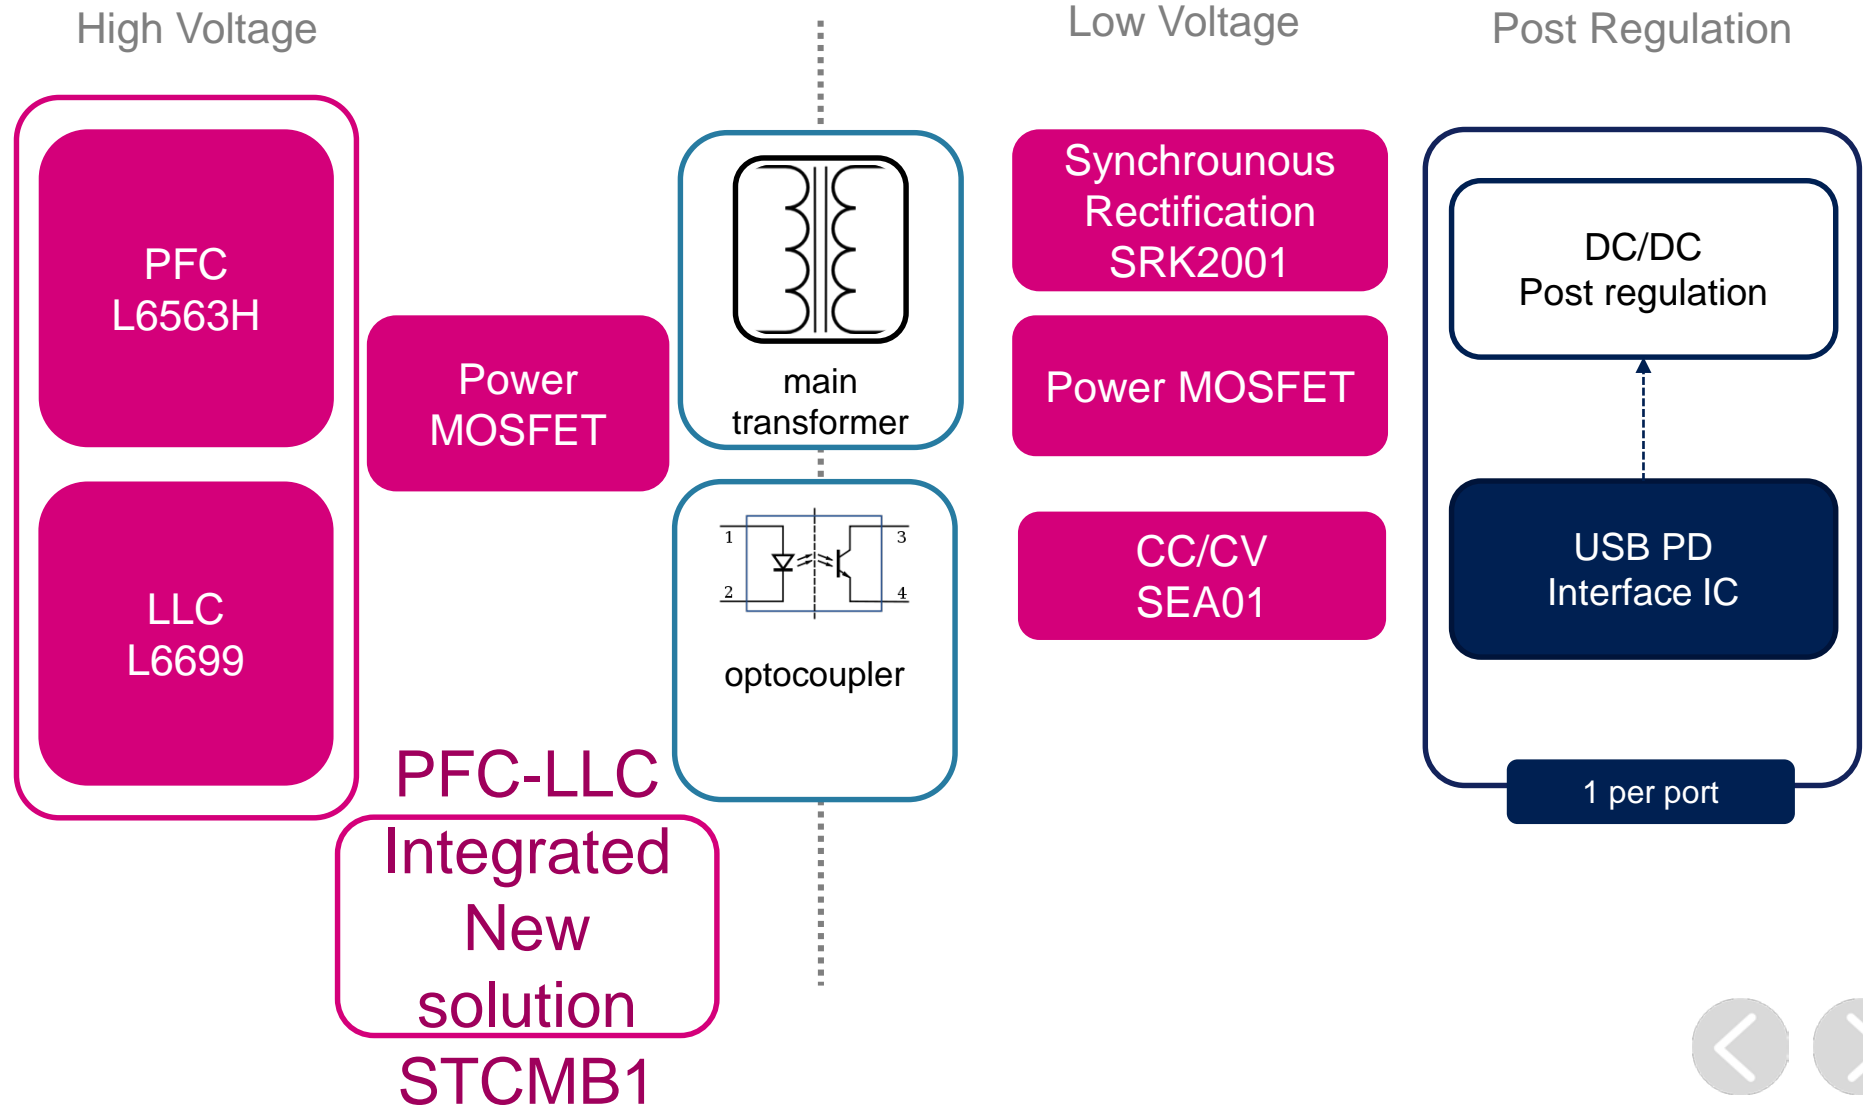 High Voltage
Low Voltage
Post Regulation
PFC
L6563H
LLC
L6699
Power
MOSFET
main
transformer
1
2
3
4
optocoupler
PFC-LLC
Integrated
New
solution
STCMB1
Synchrounous
Rectification
SRK2001
Power MOSFET
CC/CV
SEA01
DC/DC
Post regulation
USB PD
Interface IC
1 per port